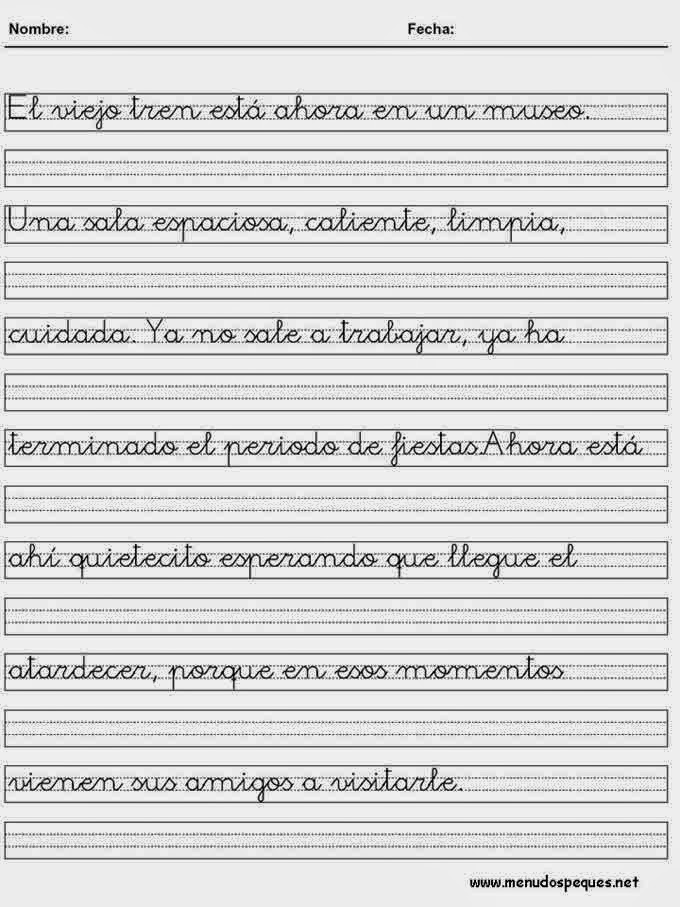 Nombre: Fecha:
El viejo tren está ahora en un museo.
Una sala espaciosa, caliente, limpia,
cuidada. Ya no sale a trabajar, ya ha
terminado el periodo de fiestas.Ahora está
ahí quietecito esperando que llegue el
atardecer, porque en esos momentos
vienen sus amigos a visitarle.
www.menudospeques.net